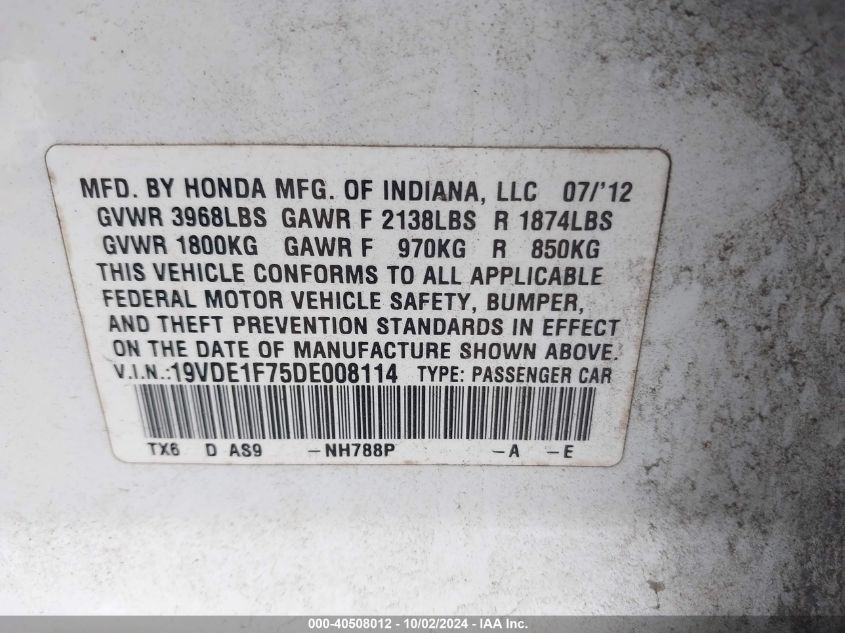 MFD. BY HONDA MFG. OF INDIANA, LLC 07/'12
GVWR 3968LBS GAWR F 2138LBS R 1874LBS
GVWR 1800KG GAWR F 970KG R 850KG
THIS VEHICLE CONFORMS TO ALL APPLICABLE
FEDERAL MOTOR VEHICLE SAFETY, BUMPER,
AND THEFT PREVENTION STANDARDS IN EFFECT
ON THE DATE OF MANUFACTURE SHOWN ABOVE.
V.I.N.:19VDE1F75DE008114 TYPE: PASSENGER CAR
TX6 D AS9 -NH788P -A -E
000-40508012 - 10/02/2024 - IAAI.com